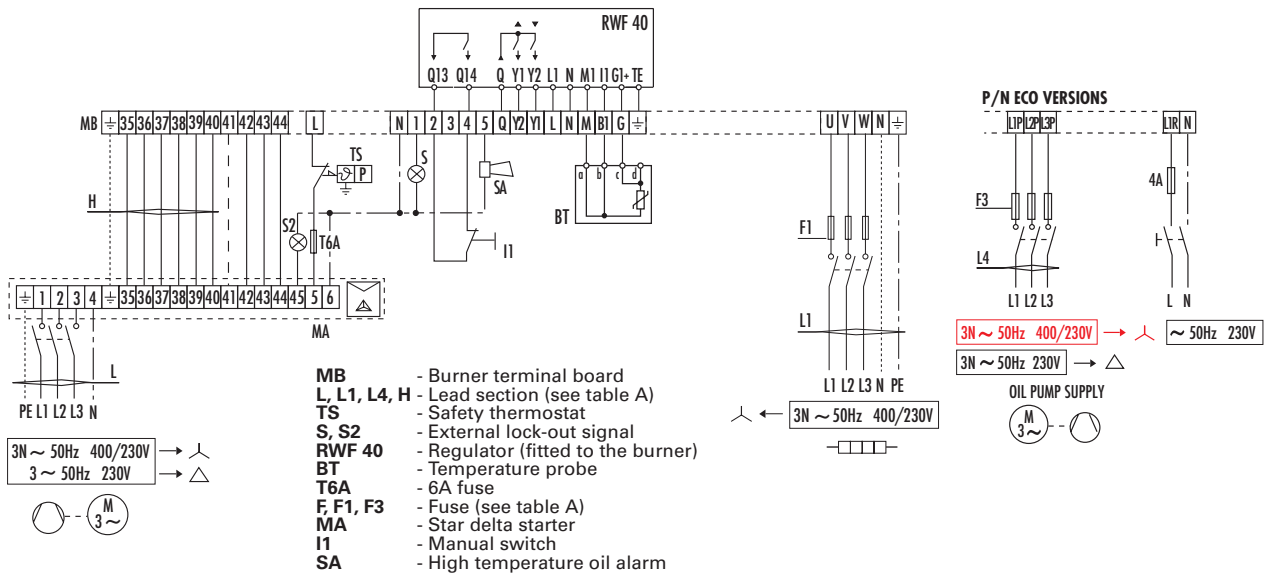 RWF 40
Q13 Q14 Q Y1 Y2 L1 N M1 I1 G1+ TE
P/N ECO VERSIONS
MB 35 36 37 38 39 40 41 42 43 44 L N 1 2 3 4 5 Q Y2 Y1 L N M B1 G U V W N L1P L2P L3P L1R N
TS
P
S
SA
a b c d
BT
4A
H
F3
S2
T6A
F1
I1
L4
1 2 3 4 35 36 37 38 39 40 41 42 43 44 45 5 6
MA
L1 L2 L3 L N
L1
3N ~ 50Hz 400/230V
~ 50Hz 230V
3N ~ 50Hz 230V
L
L1 L2 L3 N PE
PE L1 L2 L3 N
OIL PUMP SUPPLY
3N ~ 50Hz 400/230V
M
3~
3N ~ 50Hz 400/230V
3 ~ 50Hz 230V
M
3~
MB - Burner terminal board
L, L1, L4, H - Lead section (see table A)
TS - Safety thermostat
S, S2 - External lock-out signal
RWF 40 - Regulator (fitted to the burner)
BT - Temperature probe
T6A - 6A fuse
F, F1, F3 - Fuse (see table A)
MA - Star delta starter
I1 - Manual switch
SA - High temperature oil alarm